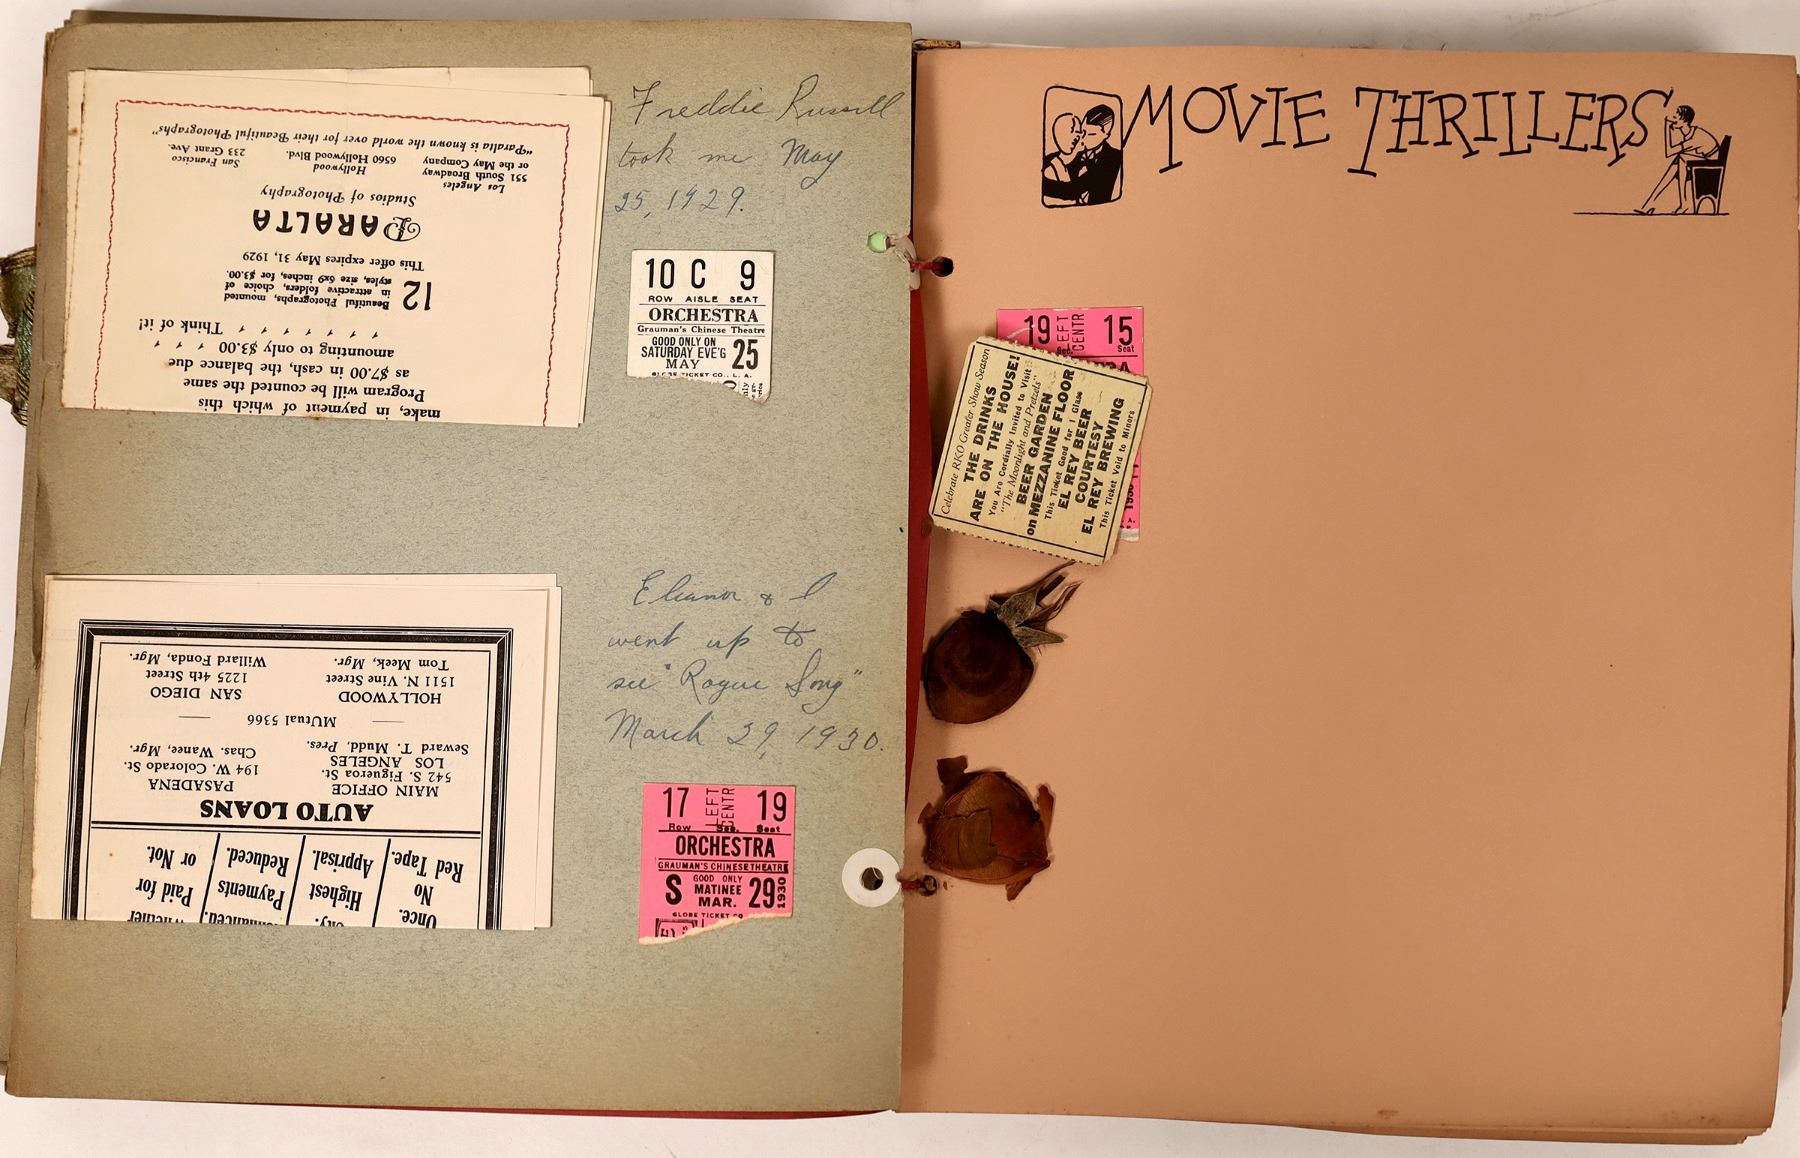 Freddie Russell
took me May
25, 1929.
10 C 9
ROW AISLE SEAT
ORCHESTRA
Grauman's Chinese Theatre
GOOD ONLY ON
SATURDAY EVE'G
MAY 25
GLOBE TICKET CO., L. A.
make, in payment of which this
Program will be counted the same
as $7.00 in cash, the balance due
amounting to only $3.00
Think of it!
12 Beautiful Photographs, mounted
in attractive folders, choice of
styles, size 6x9 inches, for $3.00.
This offer expires May 31, 1929
PARALTA
Studios of Photography
Los Angeles
551 South Broadway
or the May Company
Hollywood
6560 Hollywood Blvd.
San Francisco
233 Grant Ave.
"Paralta is known the world over for their Beautiful Photographs"
Eleanor & I
went up to
see "Rogue Song"
March 29, 1930.
17 LEFT CENTR 19
Row Sec. Seat
ORCHESTRA
GRAUMAN'S CHINESE THEATRE
S GOOD ONLY
MATINEE
MAR. 29 1930
GLOBE TICKET CO
Once.
No
Red Tape.
Highest
Apprisal.
Payments
Reduced.
Whether
Paid for
or Not.
AUTO LOANS
MAIN OFFICE
542 S. Figueroa St.
LOS ANGELES
Seward T. Mudd, Pres.
PASADENA
194 W. Colorado St.
Chas. Wanee, Mgr.
MUtual 5366
HOLLYWOOD
1511 N. Vine Street
Tom Meek, Mgr.
SAN DIEGO
1225 4th Street
Willard Fonda, Mgr.
MOVIE THRILLERS
19 LEFT CENTR 15
Sec. Seat
RA
1930
Celebrate RKO Greater Show Season
THE DRINKS
ARE ON THE HOUSE!
You Are Cordially Invited to Visit
"The Moonlight and Pretzels"
BEER GARDEN
on MEZZANINE FLOOR
This Ticket Good for 1 Glass
EL REY BEER
COURTESY
EL REY BREWING
This Ticket Void to Minors